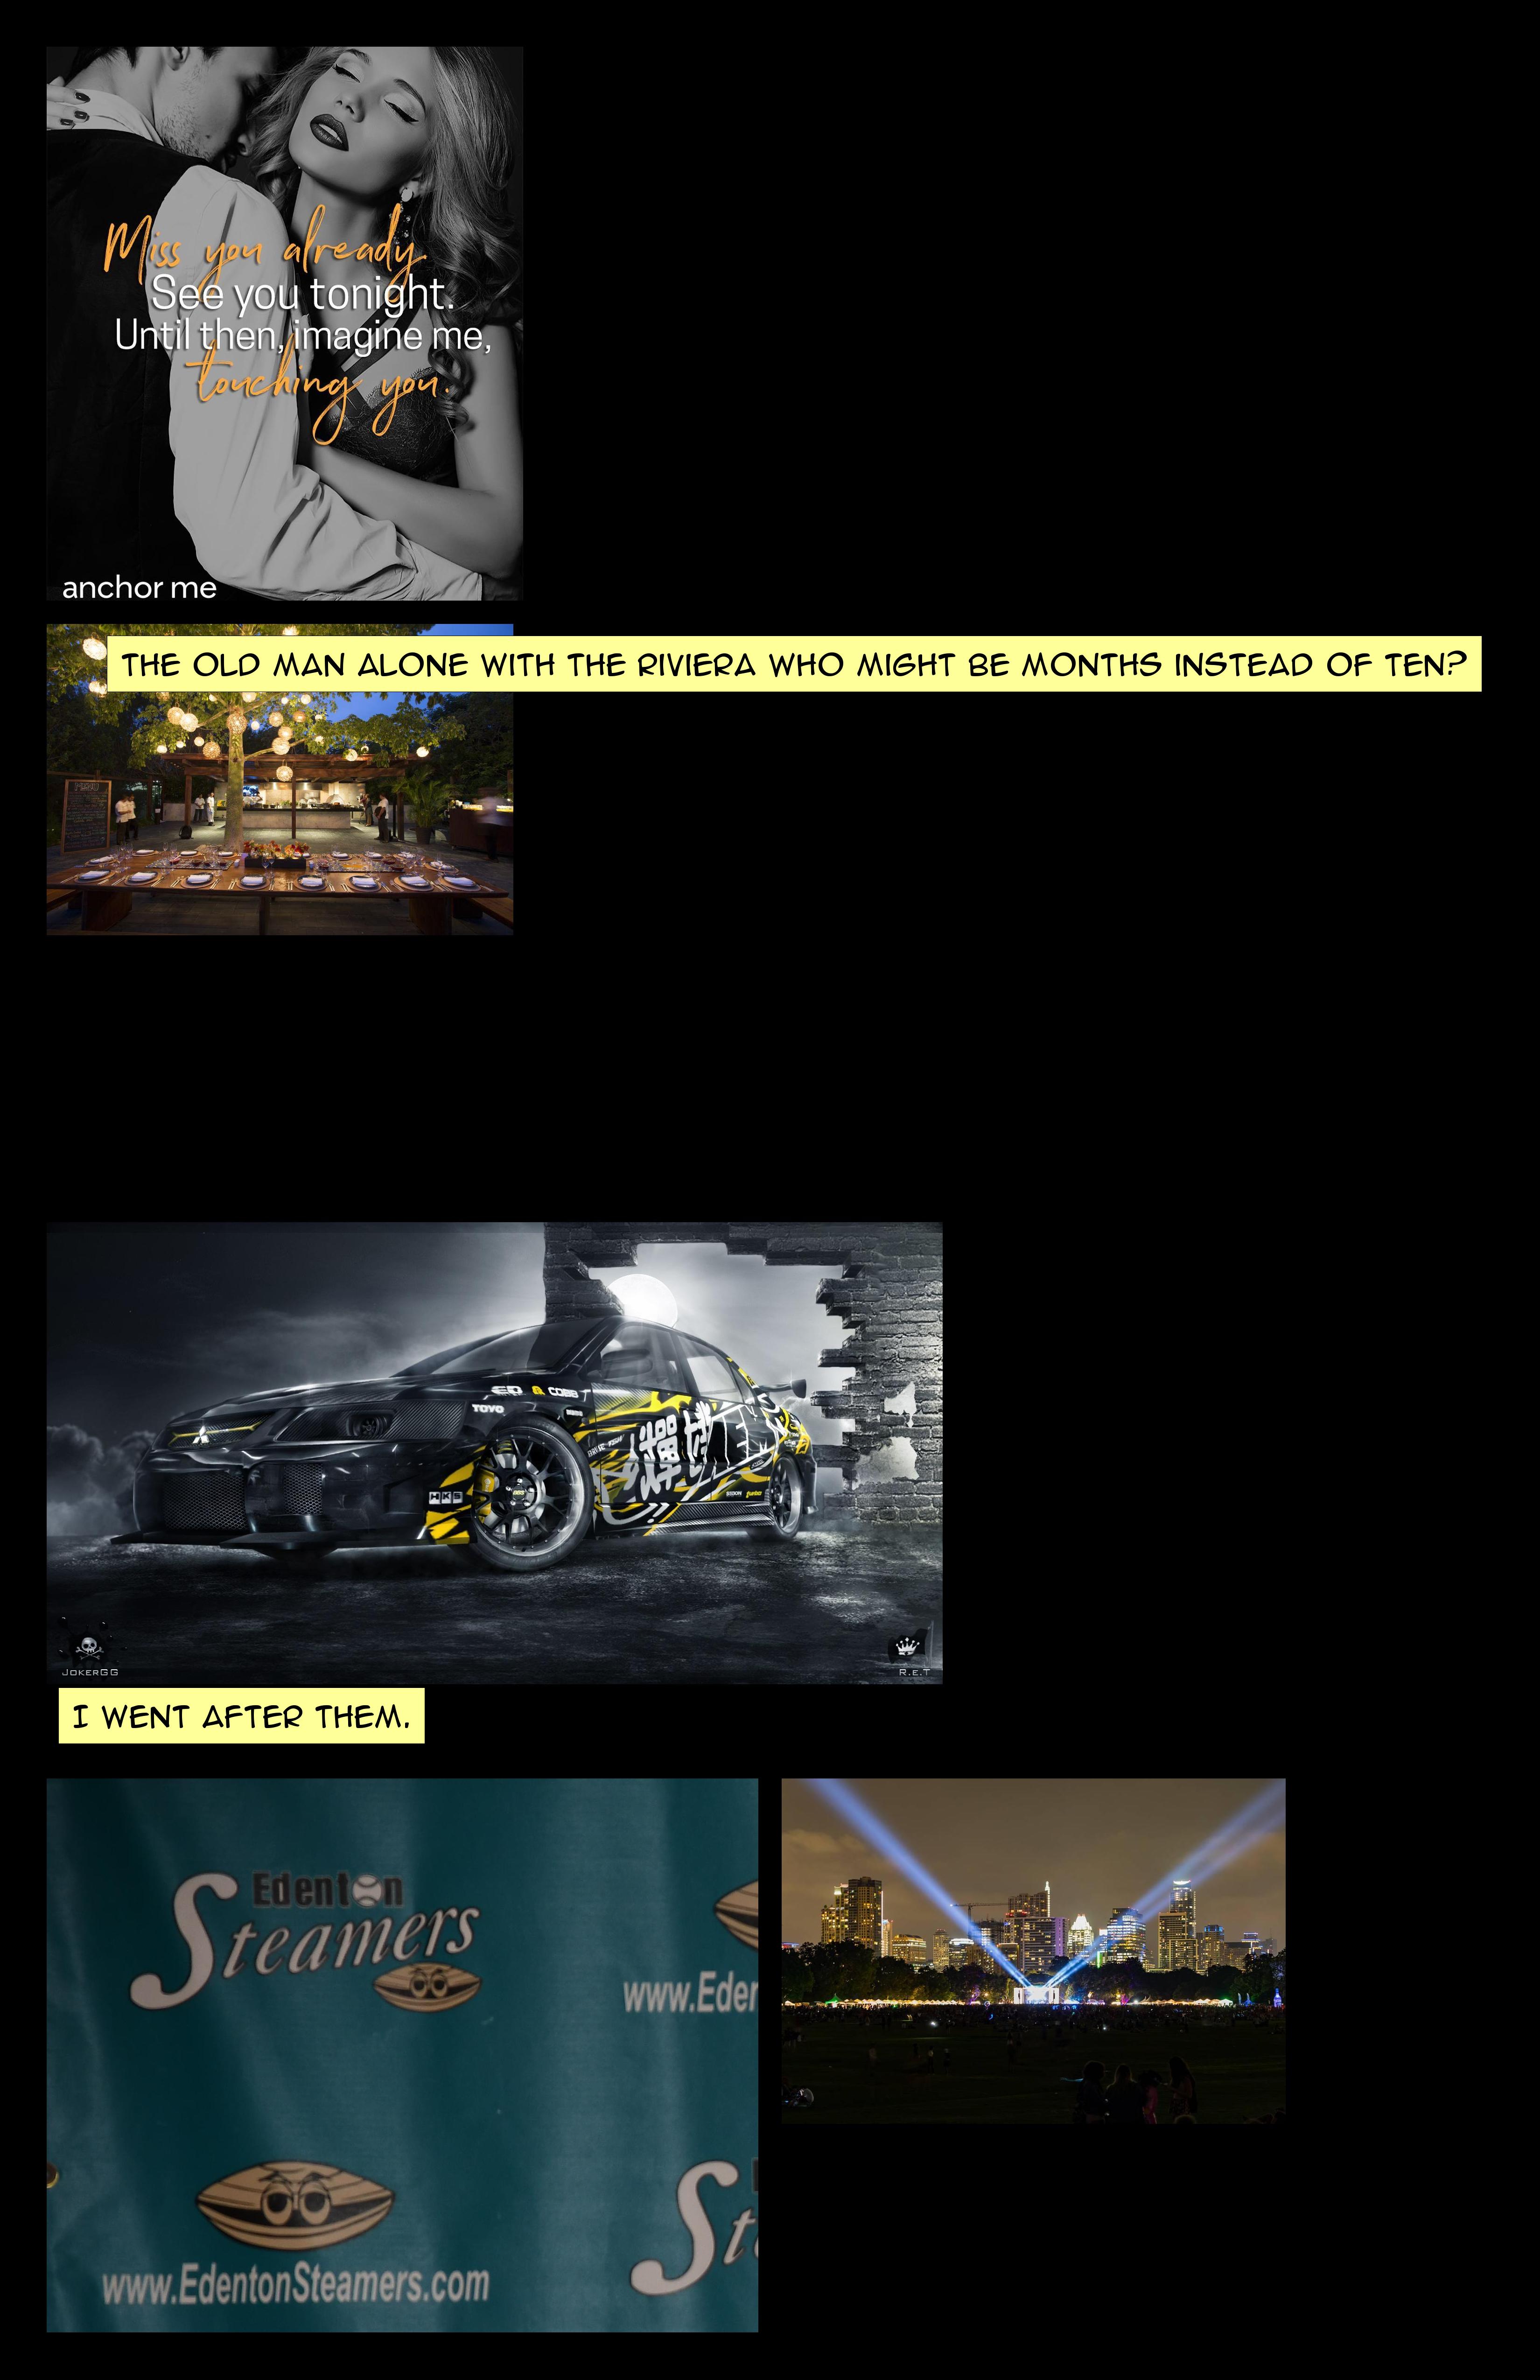 Miss you already.
See you tonight.
Until then, imagine me,
touching you.
anchor me
THE OLD MAN ALONE WITH THE RIVIERA WHO MIGHT BE MONTHS INSTEAD OF TEN?
MENU
COBB
TOYO
HKS
JOKERGG
R.E.T
I WENT AFTER THEM.
Edenton
Steamers
www.Eden
www.EdentonSteamers.com
St